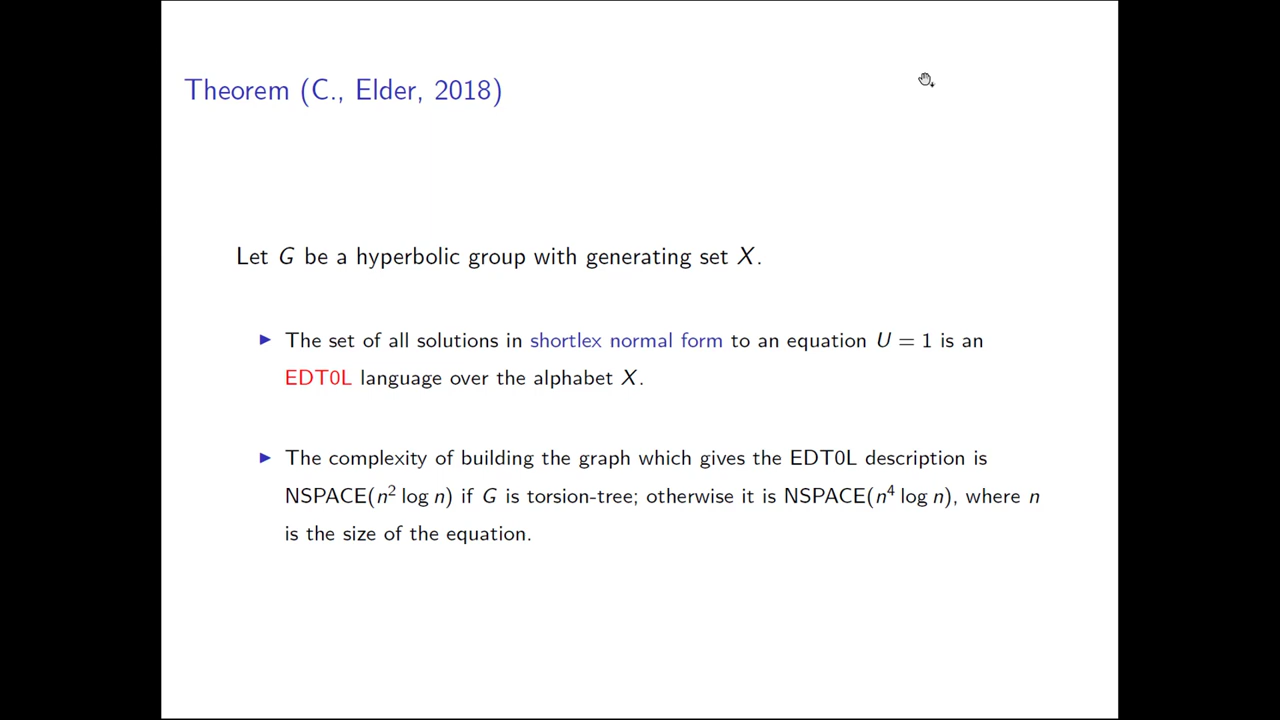 Theorem (C., Elder, 2018)
Let G be a hyperbolic group with generating set X.
▶ The set of all solutions in shortlex normal form to an equation U = 1 is an
EDT0L language over the alphabet X.
▶ The complexity of building the graph which gives the EDT0L description is
NSPACE(n² log n) if G is torsion-tree; otherwise it is NSPACE(n⁴ log n), where n
is the size of the equation.